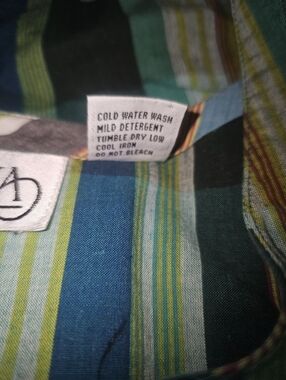 COLD WATER WASH
MILD DETERGENT
TUMBLE DRY LOW
COOL IRON
DO NOT BLEACH